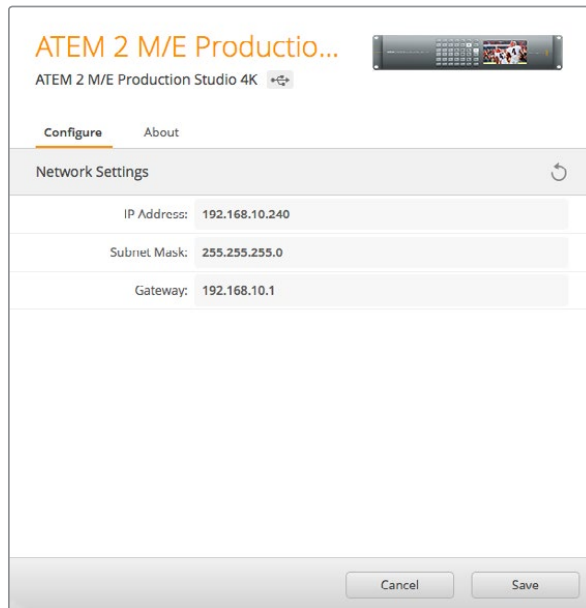 ATEM 2 M/E Productio...
ATEM 2 M/E Production Studio 4K
Configure About
Network Settings
IP Address: 192.168.10.240
Subnet Mask: 255.255.255.0
Gateway: 192.168.10.1
Cancel Save